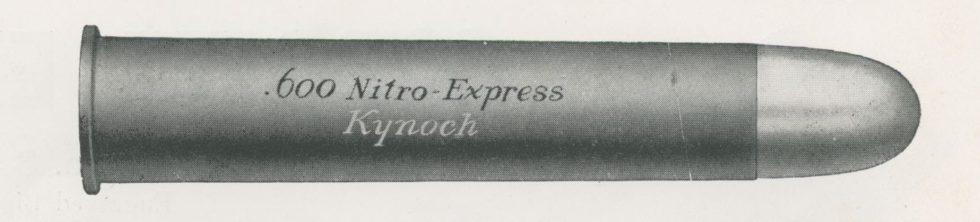 .600 Nitro-Express
Kynoch